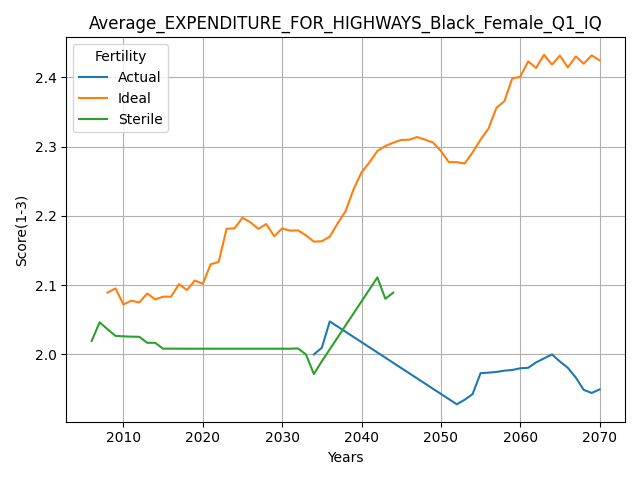 Average_EXPENDITURE_FOR_HIGHWAYS_Black_Female_Q1_IQ
Fertility
Actual
Ideal
Sterile
Score(1-3)
2.4
2.3
2.2
2.1
2.0
2010 2020 2030 2040 2050 2060 2070
Years